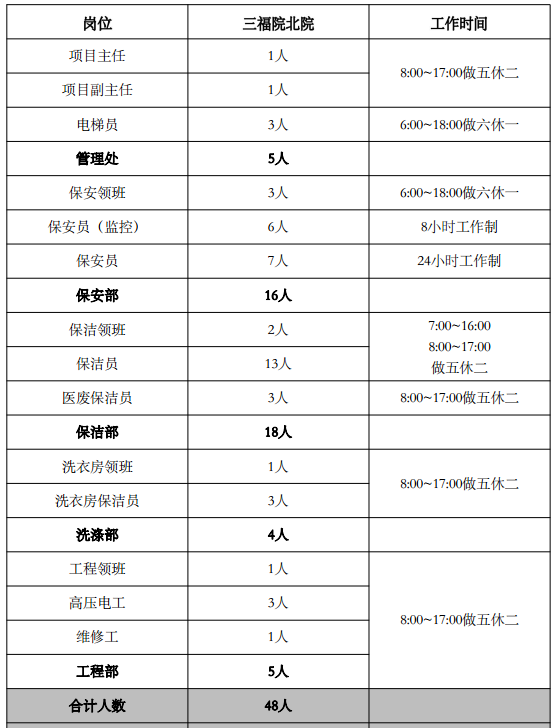 岗位 三福院北院 工作时间
项目主任 1人 8:00~17:00做五休二
项目副主任 1人
电梯员 3人 6:00~18:00做六休一
管理处 5人
保安领班 3人 6:00~18:00做六休一
保安员（监控） 6人 8小时工作制
保安员 7人 24小时工作制
保安部 16人
保洁领班 2人 7:00~16:00
8:00~17:00
保洁员 13人 做五休二
医废保洁员 3人 8:00~17:00做五休二
保洁部 18人
洗衣房领班 1人 8:00~17:00做五休二
洗衣房保洁员 3人
洗涤部 4人
工程领班 1人 8:00~17:00做五休二
高压电工 3人
维修工 1人
工程部 5人
合计人数 48人